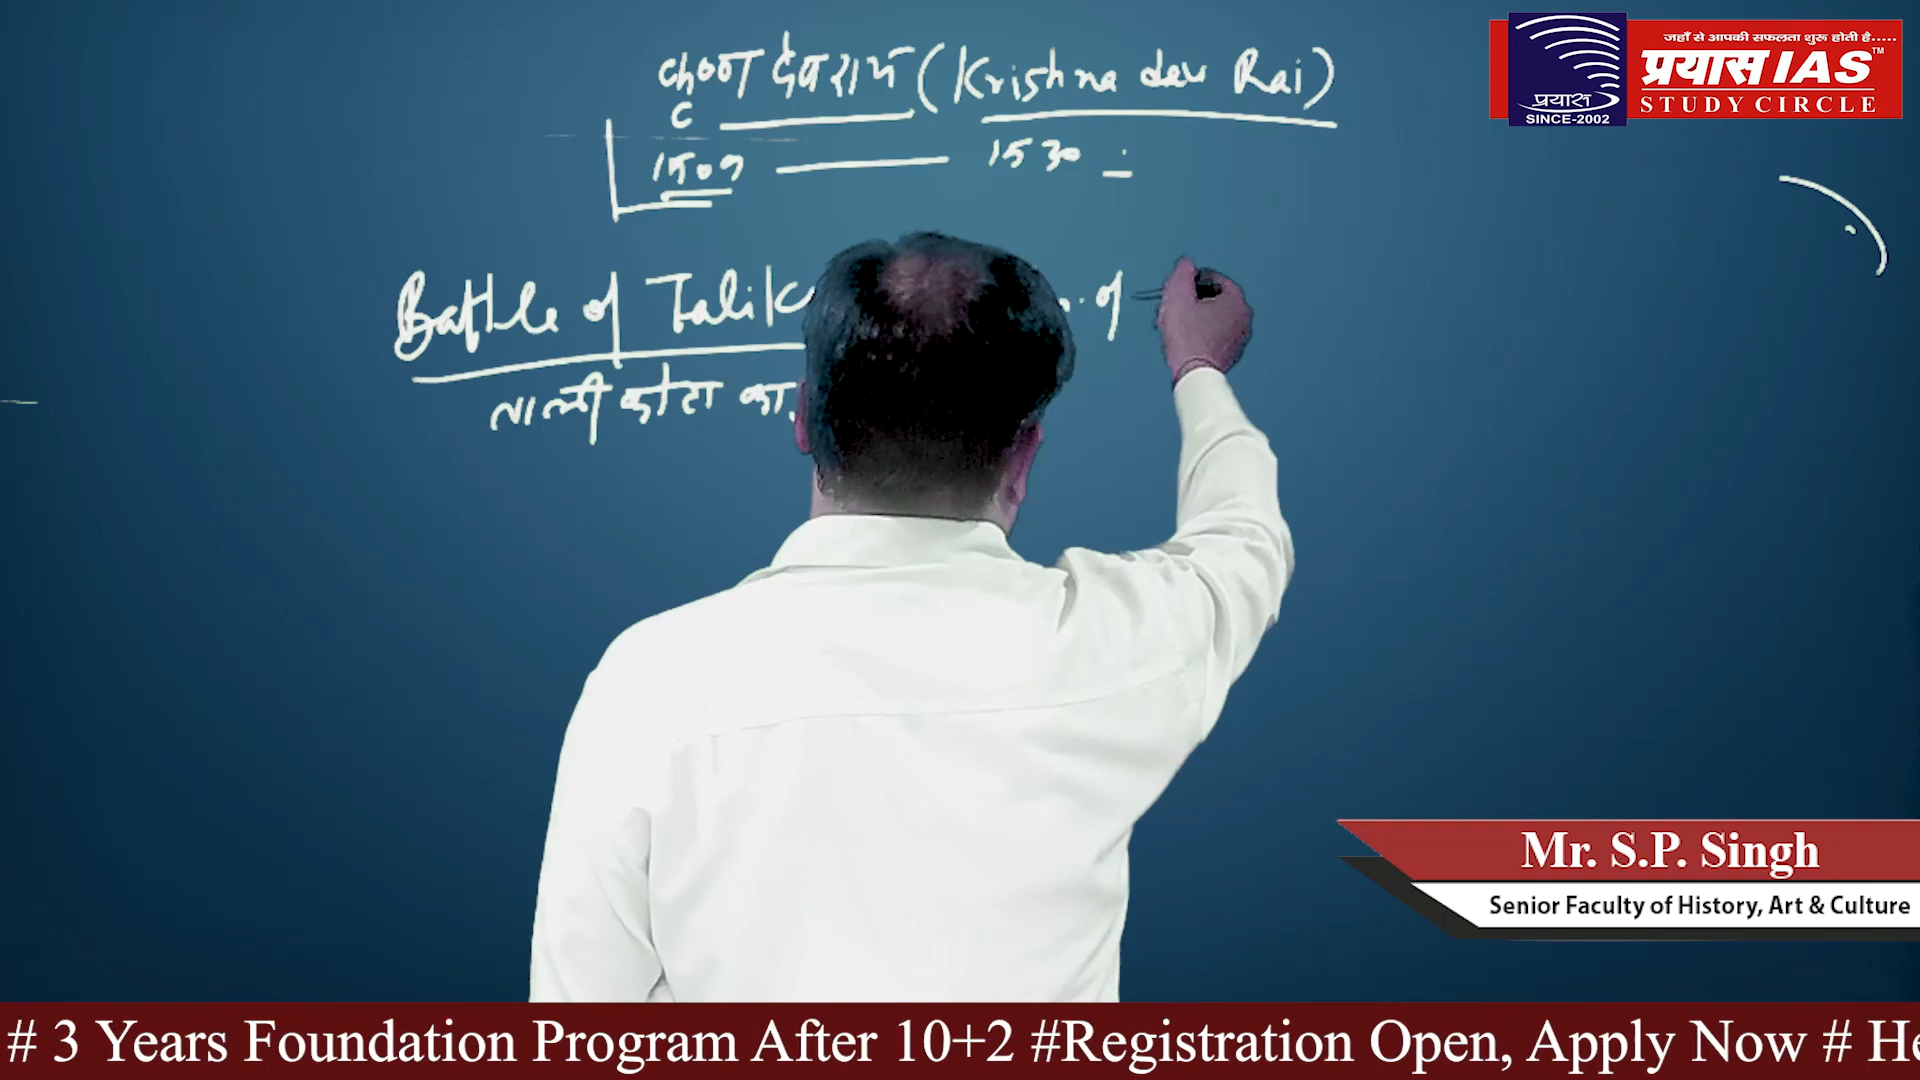 कृष्ण देवराय (Krishna dev Rai)
1509 — 1530
Battle of Talik
of
ताली कोटा का
जहाँ से आपकी सफलता शुरू होती है.....
प्रयास IAS™
STUDY CIRCLE
प्रयास
SINCE-2002
Mr. S.P. Singh
Senior Faculty of History, Art & Culture
# 3 Years Foundation Program After 10+2 #Registration Open, Apply Now # He